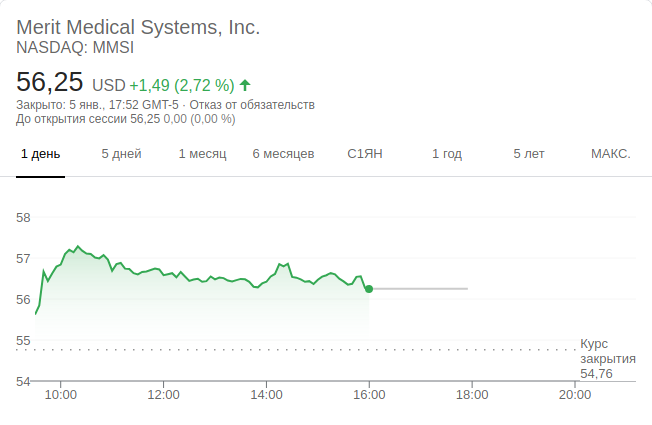 Merit Medical Systems, Inc.
NASDAQ: MMSI
56,25 USD +1,49 (2,72 %)
Закрыто: 5 янв., 17:52 GMT-5 · Отказ от обязательств
До открытия сессии 56,25 0,00 (0,00 %)
1 день 5 дней 1 месяц 6 месяцев С1ЯН 1 год 5 лет МАКС.
58
57
56
55
Курс
закрытия
54,76
54
10:00 12:00 14:00 16:00 18:00 20:00